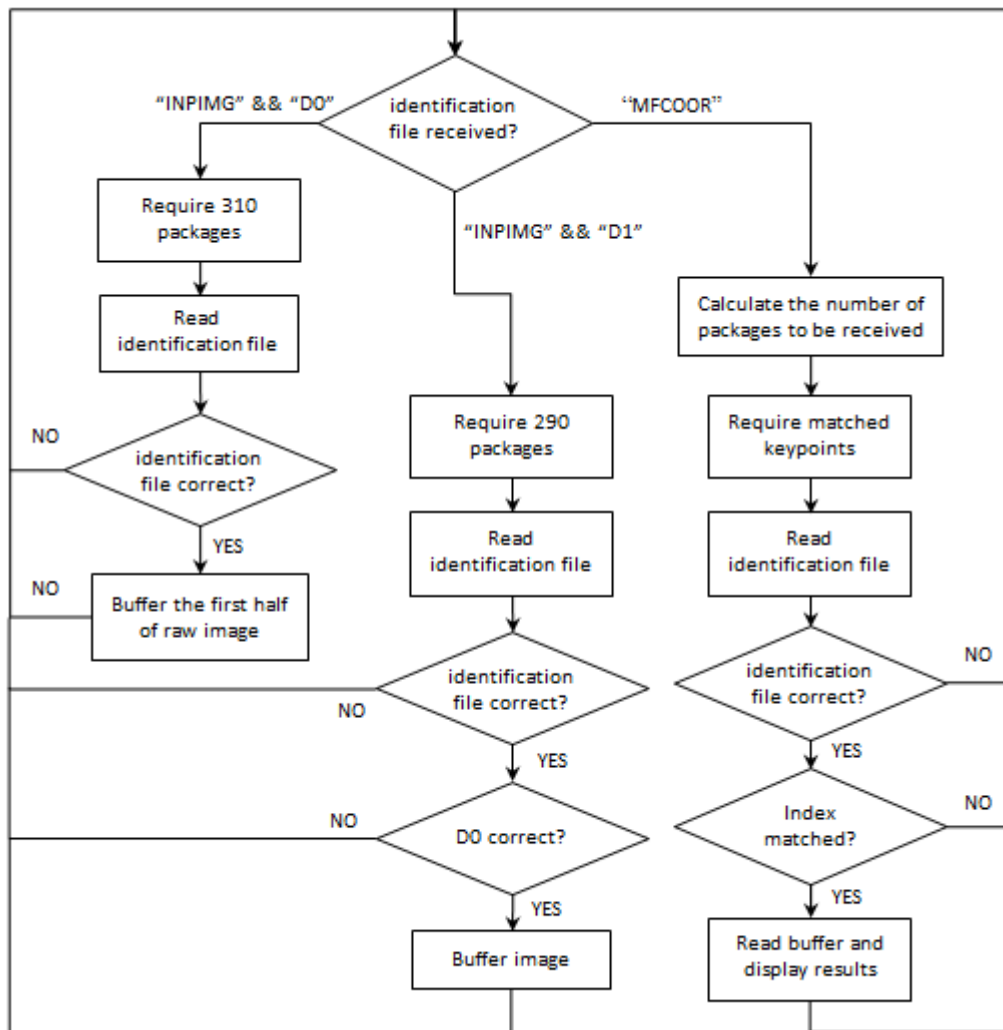 identification
file received?
“INPIMG” && “D0”
“MFCOOR”
“INPIMG” && “D1”
Require 310
packages
Read
identification file
identification
file correct?
NO
YES
Buffer the first half
of raw image
NO
Require 290
packages
Read
identification file
identification
file correct?
NO
YES
D0 correct?
NO
YES
Buffer image
Calculate the number of
packages to be received
Require matched
keypoints
Read
identification file
identification
file correct?
NO
YES
Index
matched?
NO
YES
Read buffer and
display results